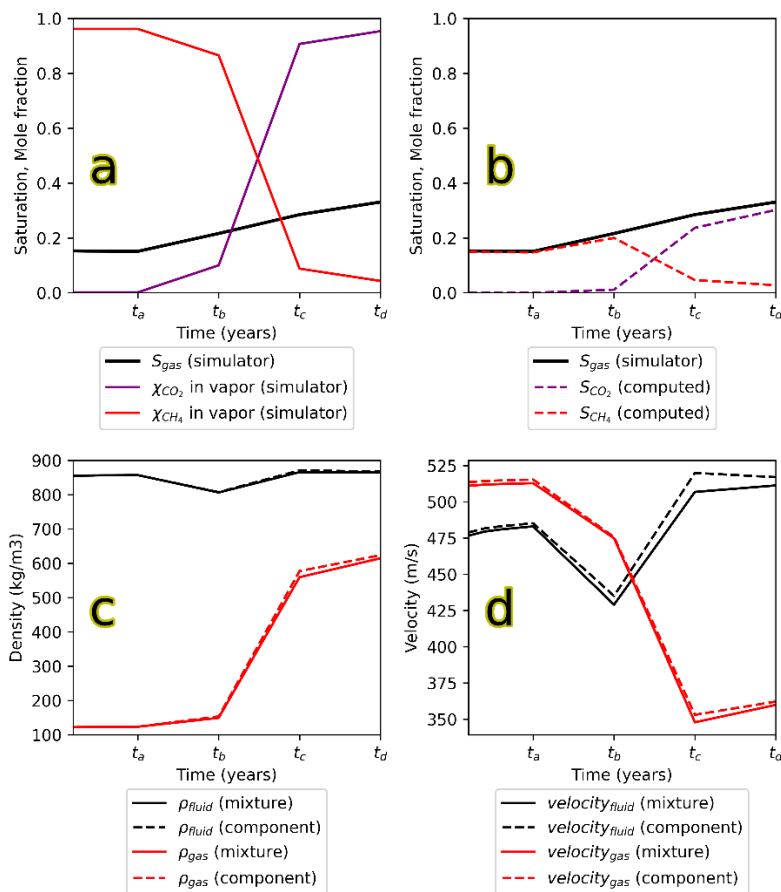 1.0
0.8
0.6
0.4
0.2
0.0
Saturation, Mole fraction
a
t_a
t_b
t_c
t_d
Time (years)
S_gas (simulator)
χ_CO₂ in vapor (simulator)
χ_CH₄ in vapor (simulator)
1.0
0.8
0.6
0.4
0.2
0.0
Saturation, Mole fraction
b
t_a
t_b
t_c
t_d
Time (years)
S_gas (simulator)
S_CO₂ (computed)
S_CH₄ (computed)
900
800
700
600
500
400
300
200
100
Density (kg/m3)
c
t_a
t_b
t_c
t_d
Time (years)
ρ_fluid (mixture)
ρ_fluid (component)
ρ_gas (mixture)
ρ_gas (component)
525
500
475
450
425
400
375
350
Velocity (m/s)
d
t_a
t_b
t_c
t_d
Time (years)
velocity_fluid (mixture)
velocity_fluid (component)
velocity_gas (mixture)
velocity_gas (component)